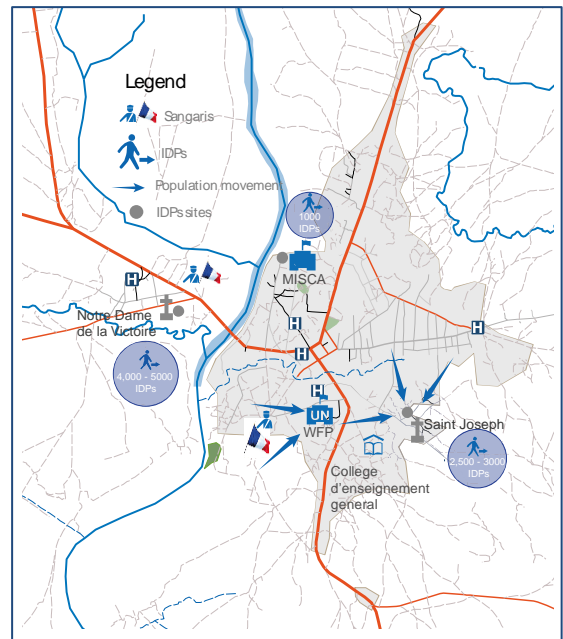 Legend
Sangaris
IDPs
Population movement
IDPs sites
1000
IDPs
MISCA
H
Notre Dame
de la Victoire
H
H
H
4,000 - 5000
IDPs
H
UN
WFP
Saint Joseph
2,500 - 3000
IDPs
College
d'enseignement
general